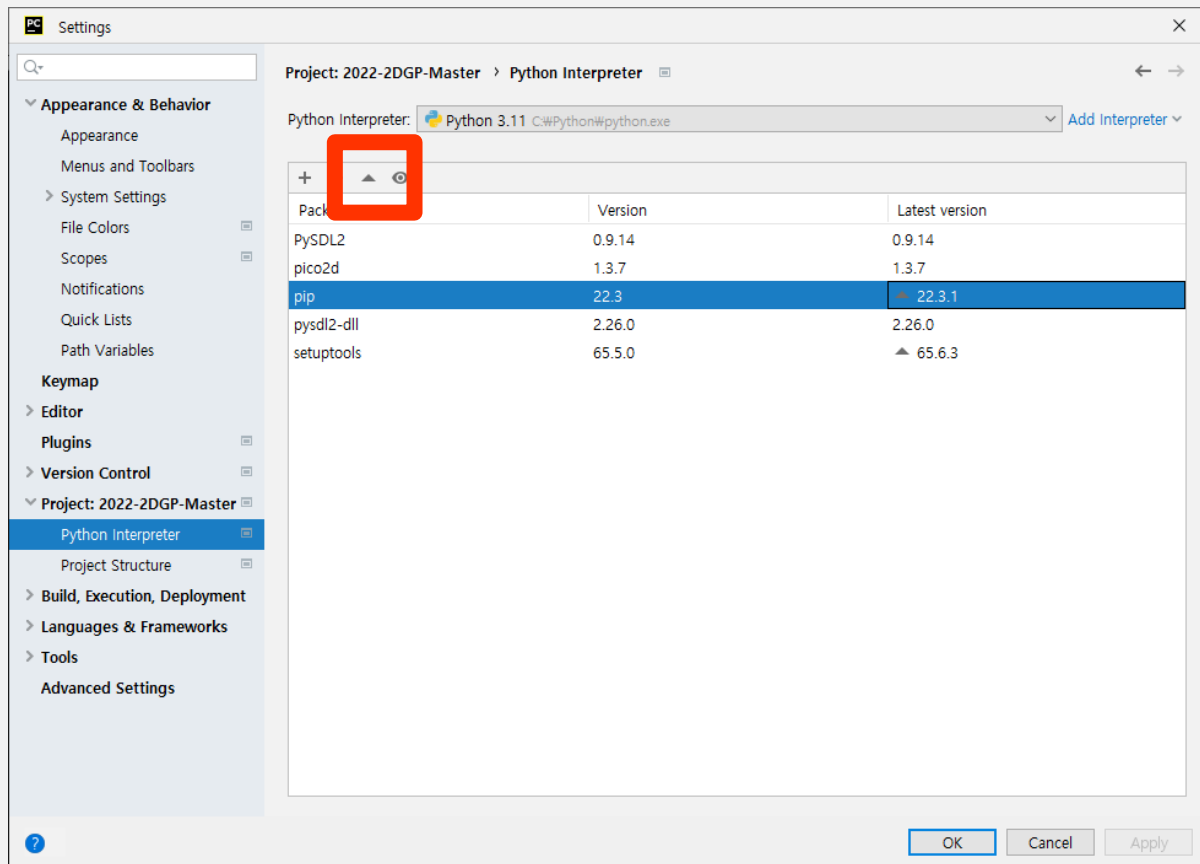 PC Settings
Project: 2022-2DGP-Master › Python Interpreter
Appearance & Behavior
Python Interpreter: Python 3.11 C:₩Python₩python.exe Add Interpreter
Appearance
Menus and Toolbars
System Settings
File Colors
Scopes
Notifications
Quick Lists
Path Variables
Keymap
Editor
Plugins
Version Control
Project: 2022-2DGP-Master
Python Interpreter
Project Structure
Build, Execution, Deployment
Languages & Frameworks
Tools
Advanced Settings
Version Latest version
PySDL2 0.9.14 0.9.14
pico2d 1.3.7 1.3.7
pip 22.3 22.3.1
pysdl2-dll 2.26.0 2.26.0
setuptools 65.5.0 65.6.3
?
OK Cancel Apply